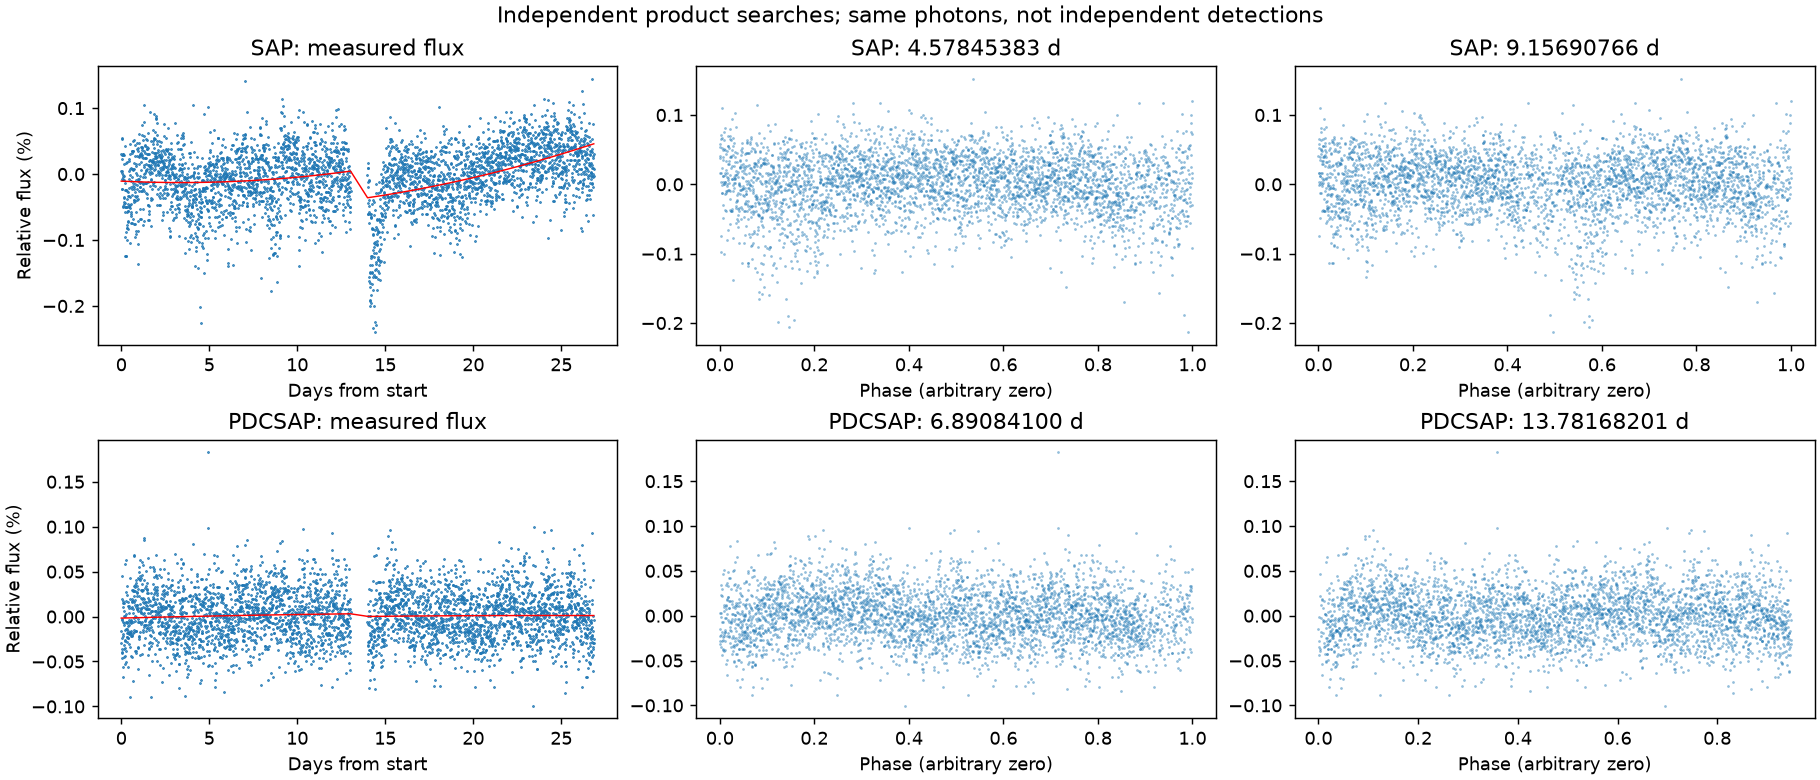 Independent product searches; same photons, not independent detections
SAP: measured flux
SAP: 4.57845383 d
SAP: 9.15690766 d
Relative flux (%)
0.1
0.0
−0.1
−0.2
0 5 10 15 20 25
Days from start
0.1
0.0
−0.1
−0.2
0.0 0.2 0.4 0.6 0.8 1.0
Phase (arbitrary zero)
0.1
0.0
−0.1
−0.2
0.0 0.2 0.4 0.6 0.8 1.0
Phase (arbitrary zero)
PDCSAP: measured flux
PDCSAP: 6.89084100 d
PDCSAP: 13.78168201 d
Relative flux (%)
0.15
0.10
0.05
0.00
−0.05
−0.10
0 5 10 15 20 25
Days from start
0.15
0.10
0.05
0.00
−0.05
−0.10
0.0 0.2 0.4 0.6 0.8 1.0
Phase (arbitrary zero)
0.15
0.10
0.05
0.00
−0.05
−0.10
0.0 0.2 0.4 0.6 0.8
Phase (arbitrary zero)